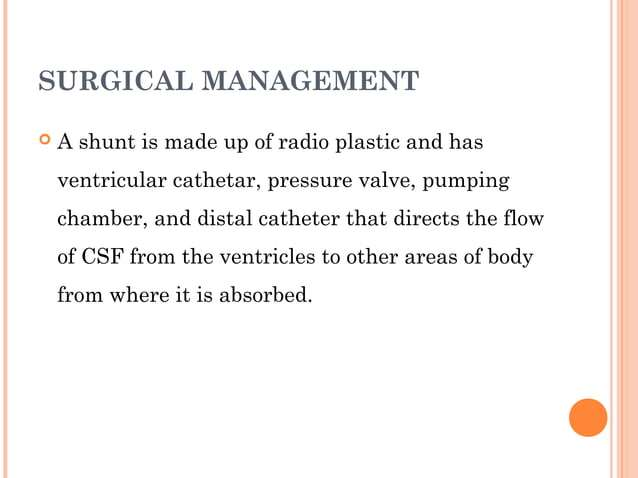 SURGICAL MANAGEMENT
A shunt is made up of radio plastic and has
ventricular cathetar, pressure valve, pumping
chamber, and distal catheter that directs the flow
of CSF from the ventricles to other areas of body
from where it is absorbed.